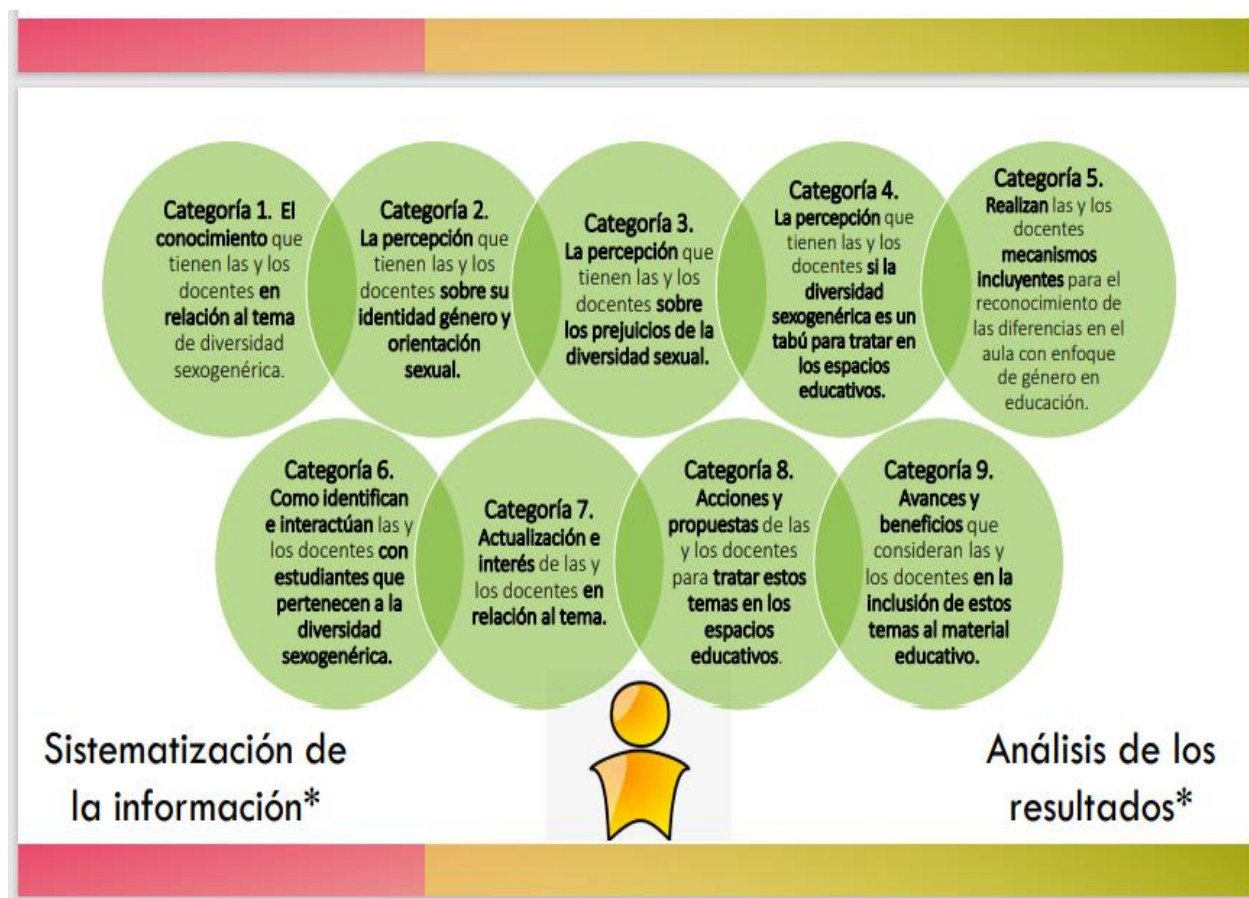 Categoría 1. El
conocimiento que
tienen las y los
docentes en
relación al tema
de diversidad
sexogenérica.
Categoría 2.
La percepción que
tienen las y los
docentes sobre su
identidad género y
orientación
sexual.
Categoría 3.
La percepción que
tienen las y los
docentes sobre
los prejuicios de la
diversidad sexual.
Categoría 4.
La percepción que
tienen las y los
docentes si la
diversidad
sexogenérica es un
tabú para tratar en
los espacios
educativos.
Categoría 5.
Realizan las y los
docentes
mecanismos
incluyentes para el
reconocimiento de
las diferencias en el
aula con enfoque
de género en
educación.
Categoría 6.
Como identifican
e interactúan las y
los docentes con
estudiantes que
pertenecen a la
diversidad
sexogenérica.
Categoría 7.
Actualización e
interés de las y
los docentes en
relación al tema.
Categoría 8.
Acciones y
propuestas de las
y los docentes
para tratar estos
temas en los
espacios
educativos.
Categoría 9.
Avances y
beneficios que
consideran las y
los docentes en la
inclusión de estos
temas al material
educativo.
Sistematización de
la información*
Análisis de los
resultados*